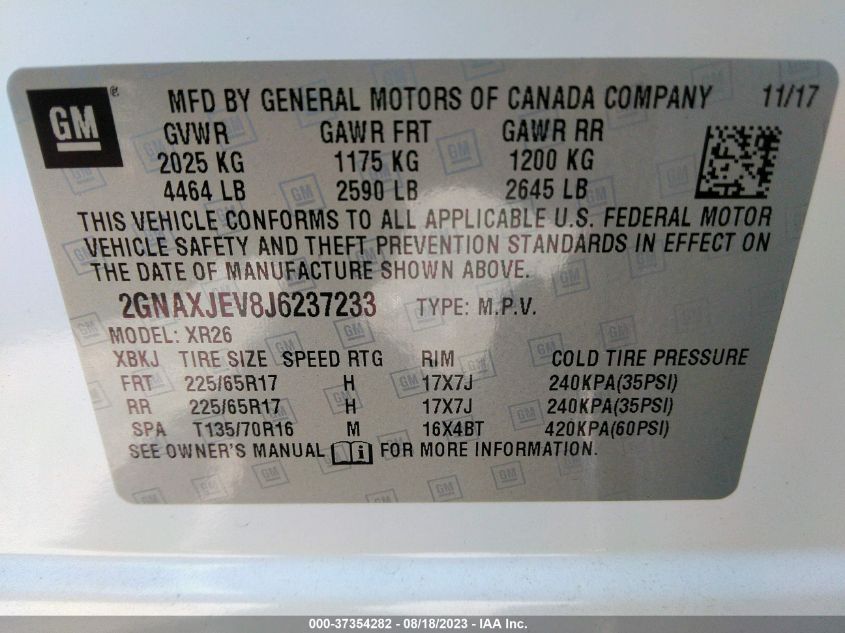 GM® MFD BY GENERAL MOTORS OF CANADA COMPANY 11/17
GVWR GAWR FRT GAWR RR
2025 KG 1175 KG 1200 KG
4464 LB 2590 LB 2645 LB
THIS VEHICLE CONFORMS TO ALL APPLICABLE U.S. FEDERAL MOTOR
VEHICLE SAFETY AND THEFT PREVENTION STANDARDS IN EFFECT ON
THE DATE OF MANUFACTURE SHOWN ABOVE.
2GNAXJEV8J6237233 TYPE: M.P.V.
MODEL: XR26
XBKJ TIRE SIZE SPEED RTG RIM COLD TIRE PRESSURE
FRT 225/65R17 H 17X7J 240KPA(35PSI)
RR 225/65R17 H 17X7J 240KPA(35PSI)
SPA T135/70R16 M 16X4BT 420KPA(60PSI)
SEE OWNER'S MANUAL i FOR MORE INFORMATION.
000-37354282 - 08/18/2023 - IAA Inc.